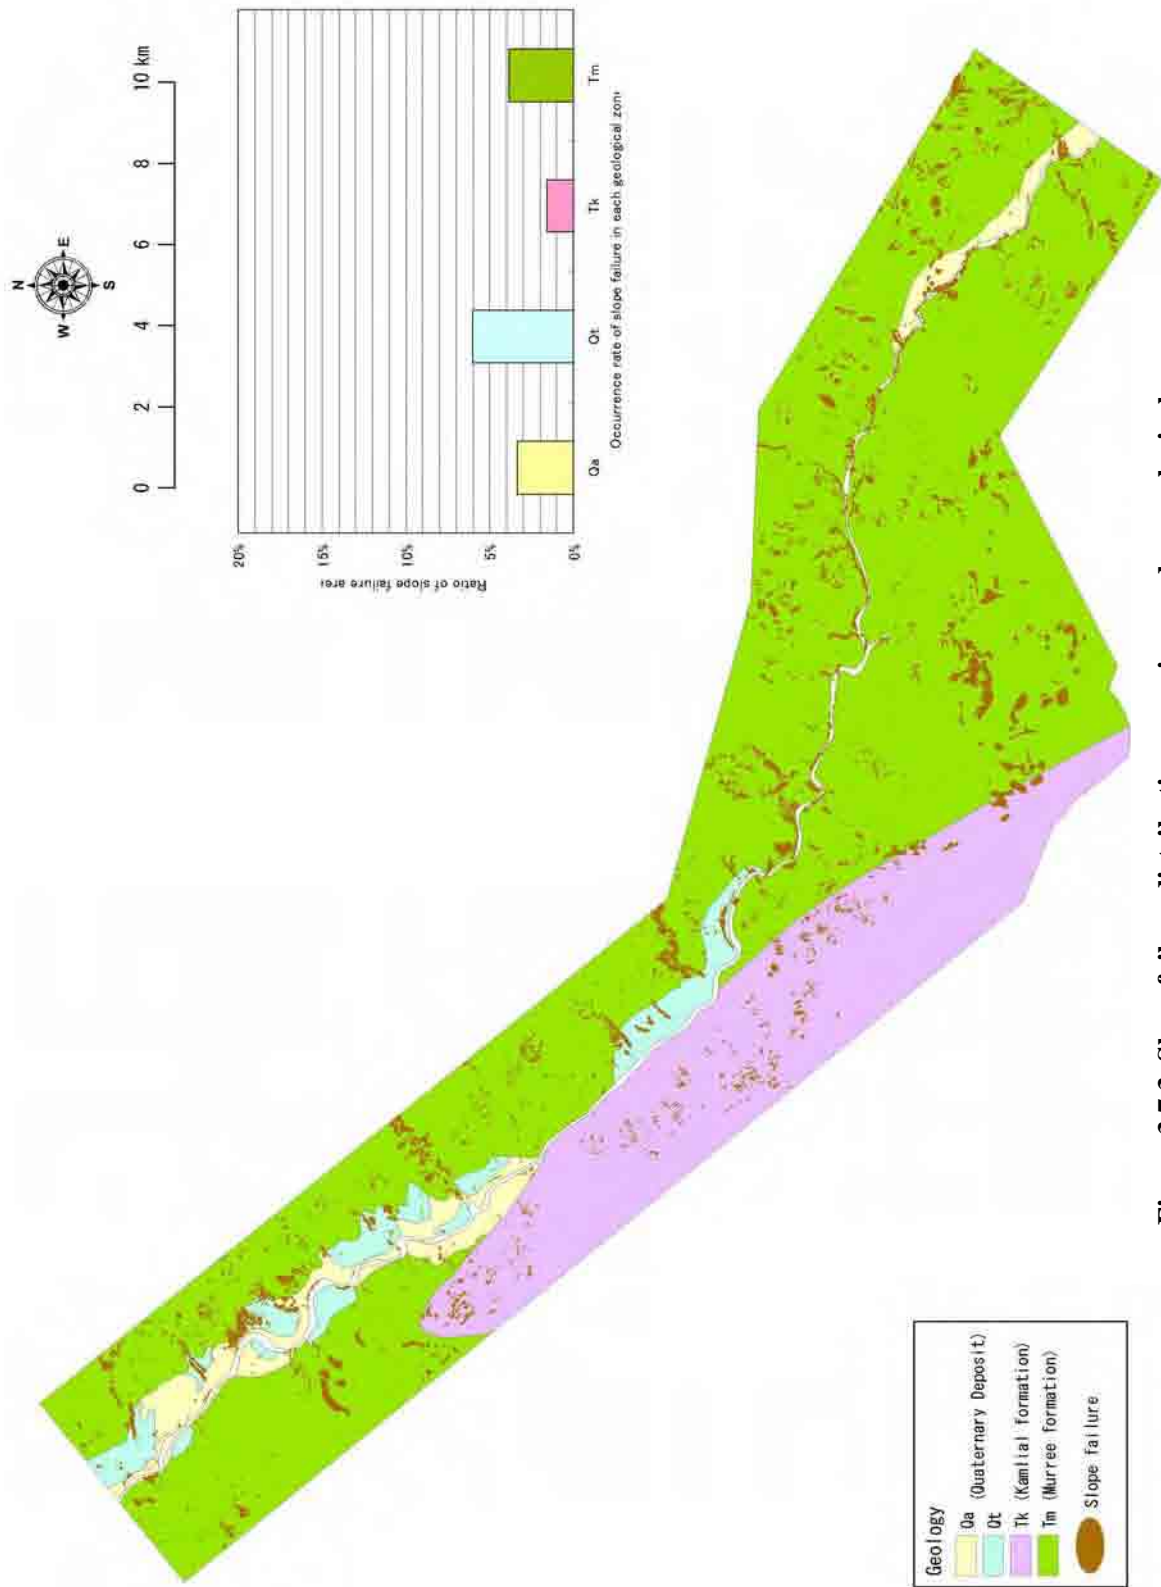 N
W E
S
0 2 4 6 8 10 km
20%
15%
10%
5%
0%
Ratio of slope failure area
Qa Qt Tk Tm
Occurrence rate of slope failure in each geological zon
Geology
Qa (Quaternary Deposit)
Qt
Tk (Kamlial formation)
Tm (Murree formation)
Slope failure